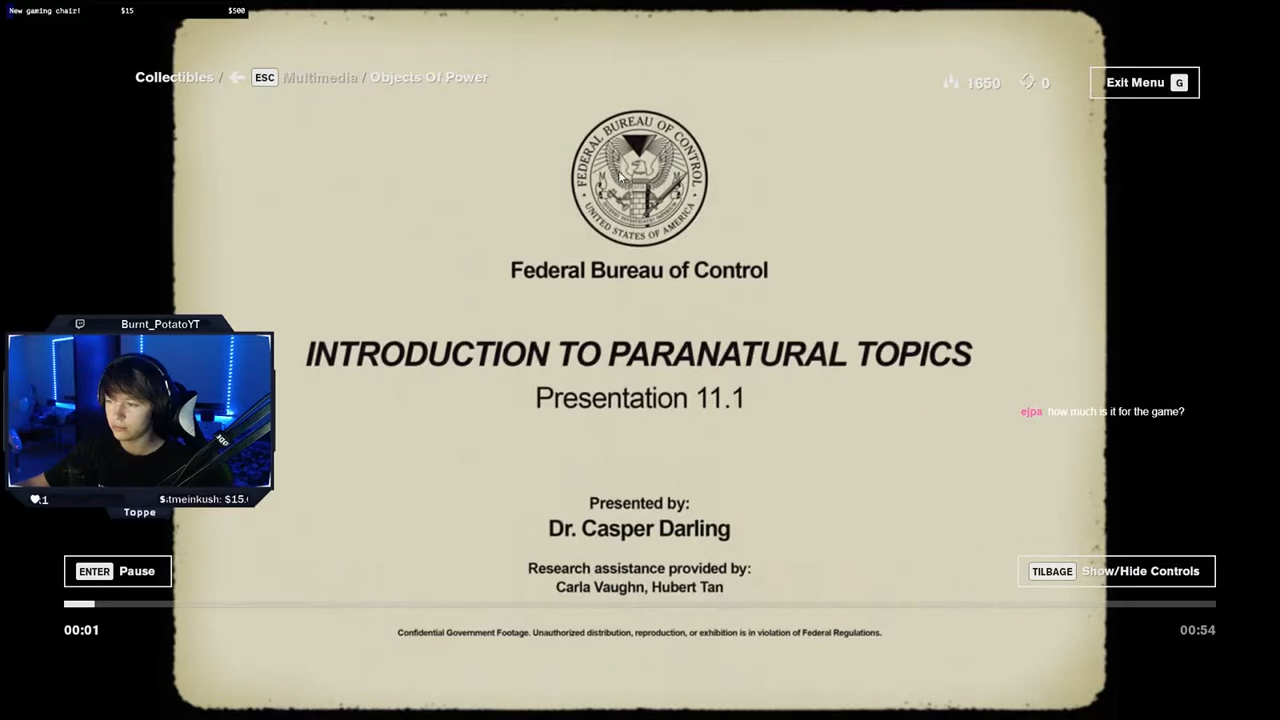 New gaming chair! $15 $500
Collectibles / ESC Multimedia / Objects Of Power
1650 0
Exit Menu G
FEDERAL BUREAU OF CONTROL
UNITED STATES OF AMERICA
Federal Bureau of Control
INTRODUCTION TO PARANATURAL TOPICS
Presentation 11.1
Burnt_PotatoYT
ejpa how much is it for the game?
1 tmeinkush: $15.
Toppe
Presented by:
Dr. Casper Darling
Research assistance provided by:
Carla Vaughn, Hubert Tan
ENTER Pause
TILBAGE Show/Hide Controls
00:01
00:54
Confidential Government Footage. Unauthorized distribution, reproduction, or exhibition is in violation of Federal Regulations.